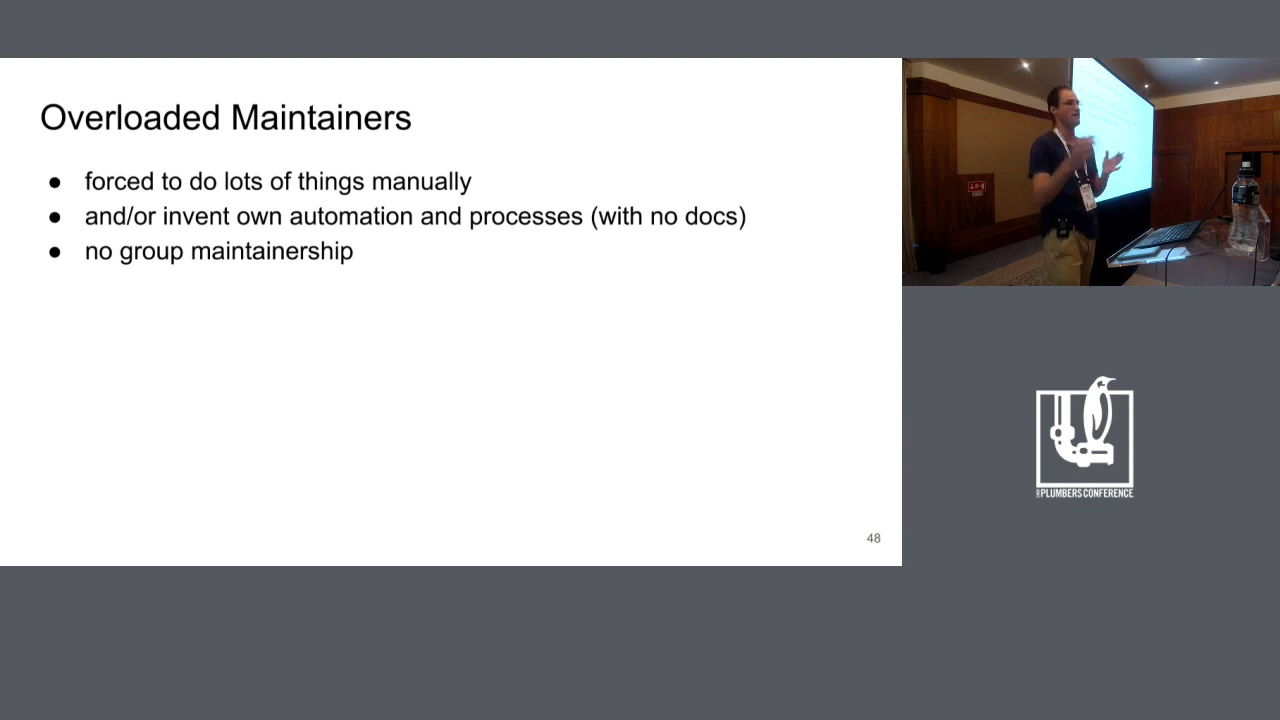 Overloaded Maintainers
● forced to do lots of things manually
● and/or invent own automation and processes (with no docs)
● no group maintainership
48
PLUMBERS CONFERENCE